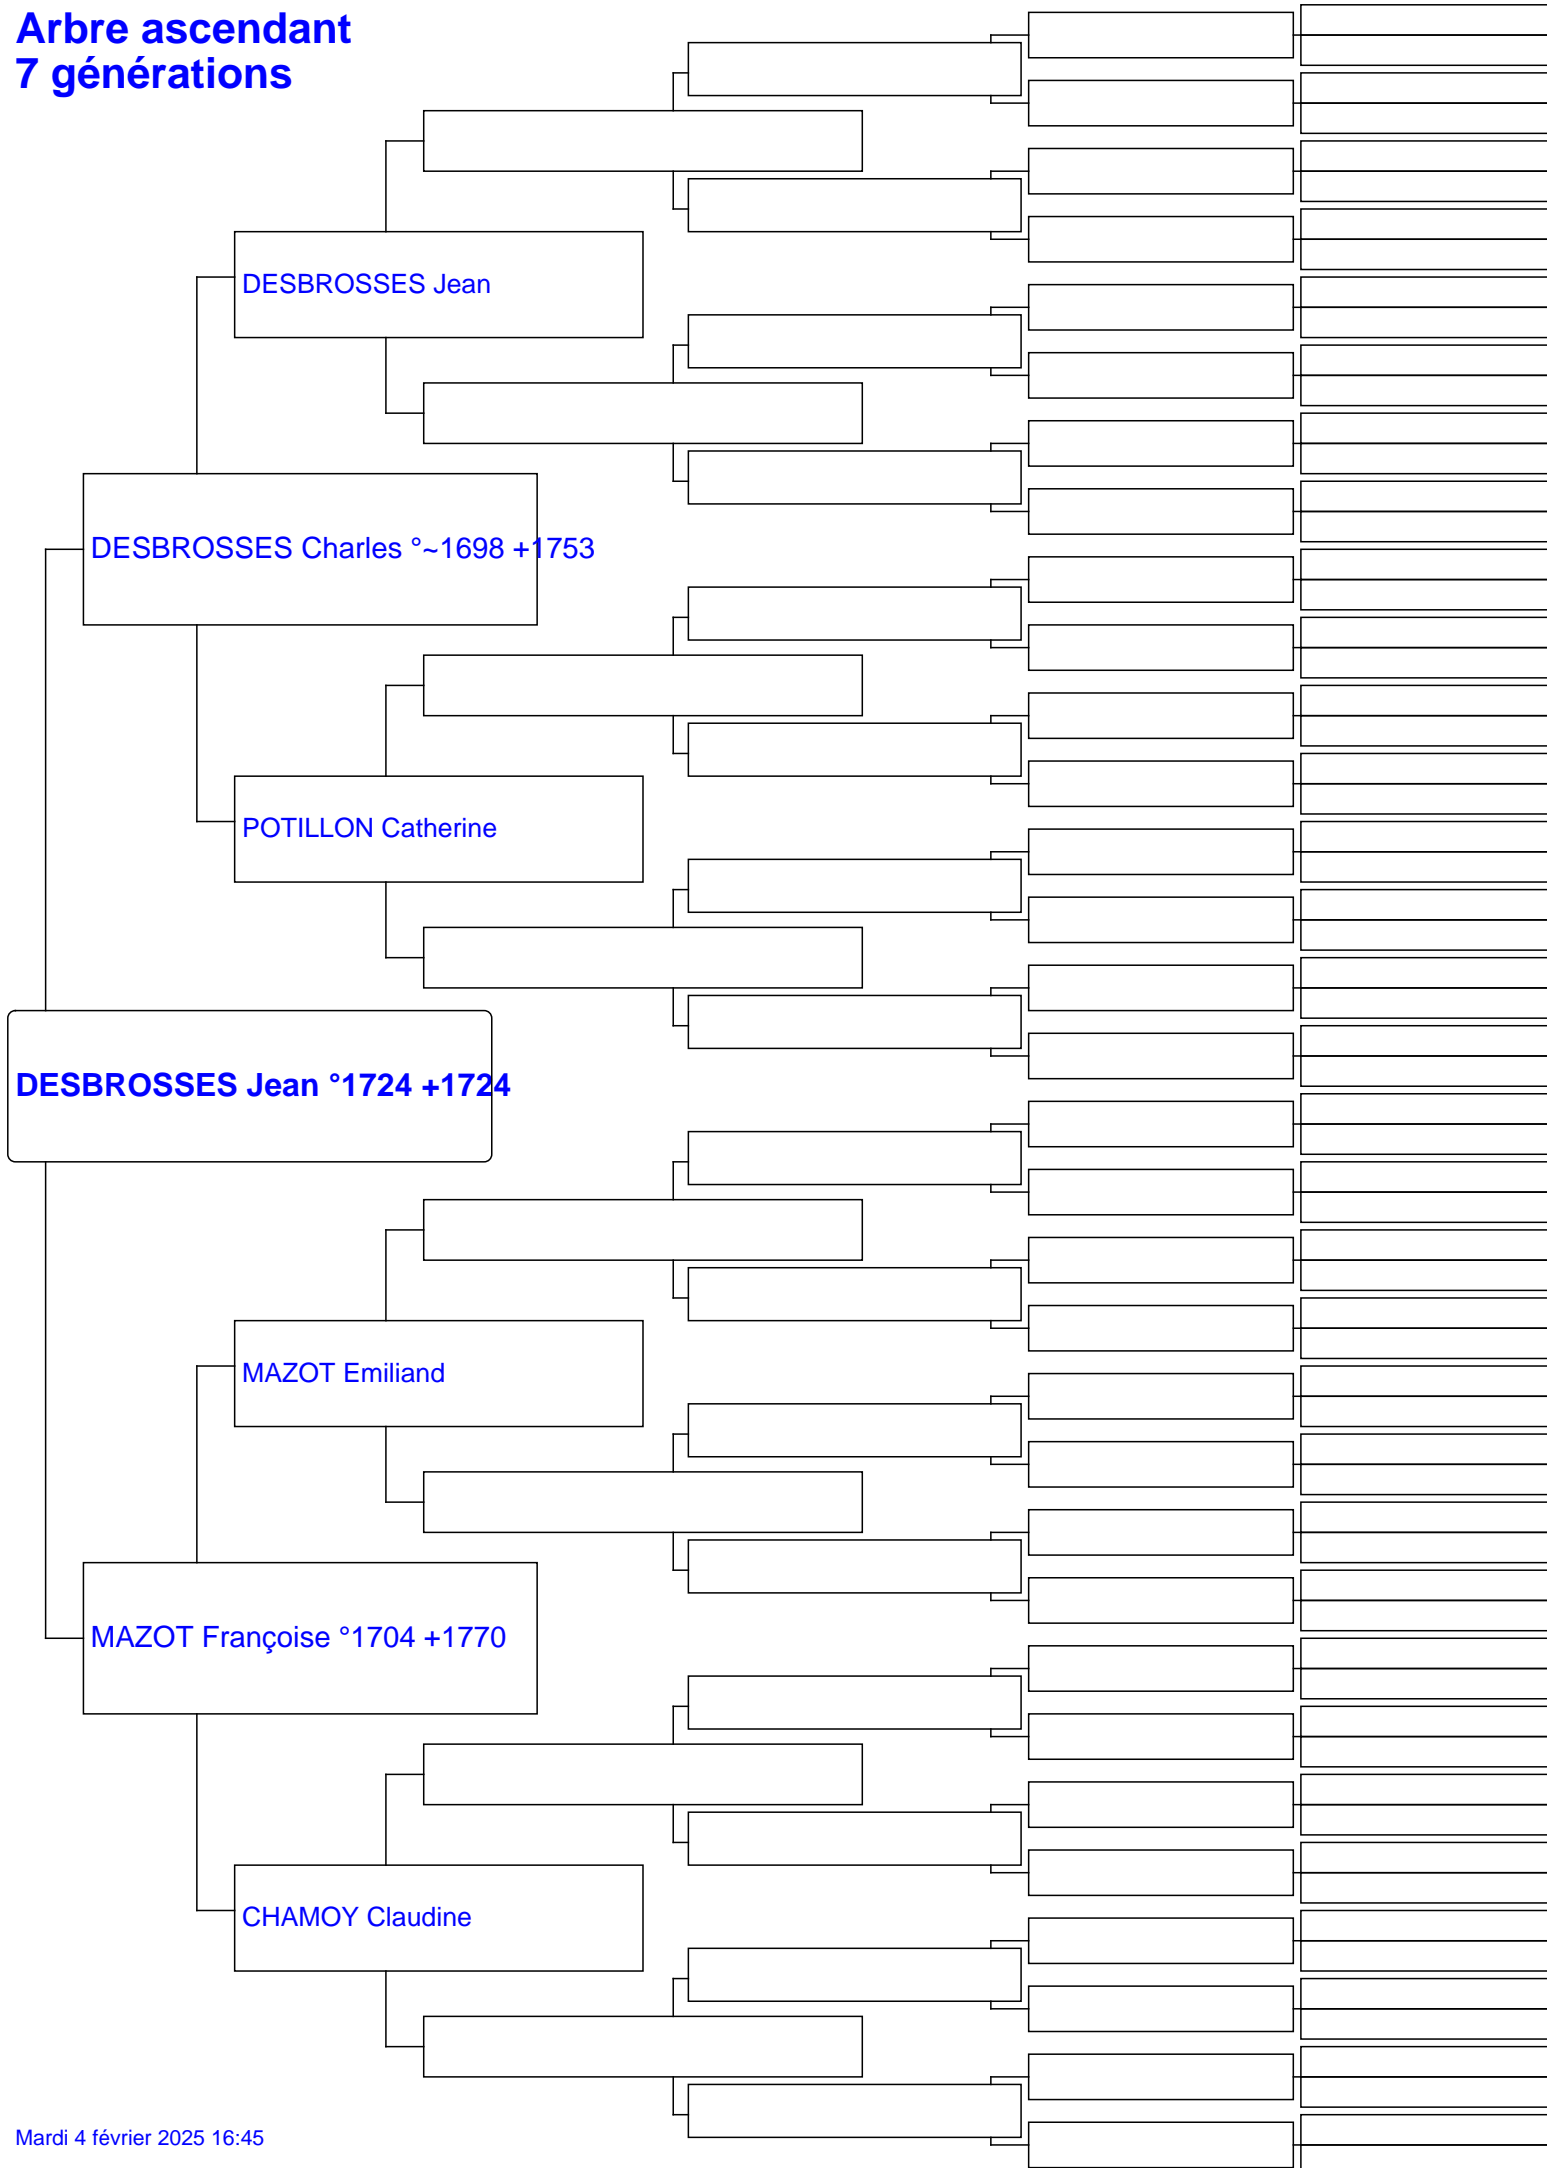 Arbre ascendant
7 générations
DESBROSSES Jean
DESBROSSES Charles °~1698 +1753
POTILLON Catherine
DESBROSSES Jean °1724 +1724
MAZOT Emiliand
MAZOT Françoise °1704 +1770
CHAMOY Claudine
Mardi 4 février 2025 16:45